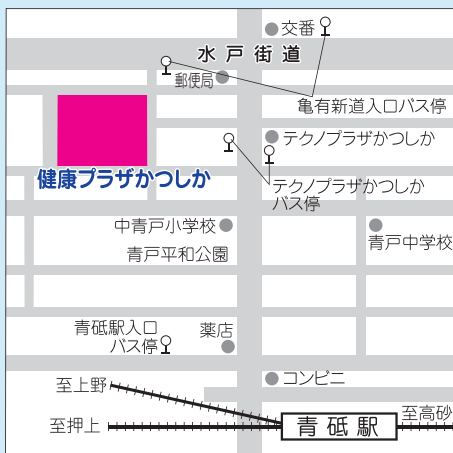 交番
水戸街道
郵便局
亀有新道入口バス停
テクノプラザかつしか
健康プラザかつしか
テクノプラザかつしか
バス停
中青戸小学校
青戸平和公園
青戸中学校
青砥駅入口
バス停
薬店
コンビニ
至上野
至押上
青砥駅
至高砂